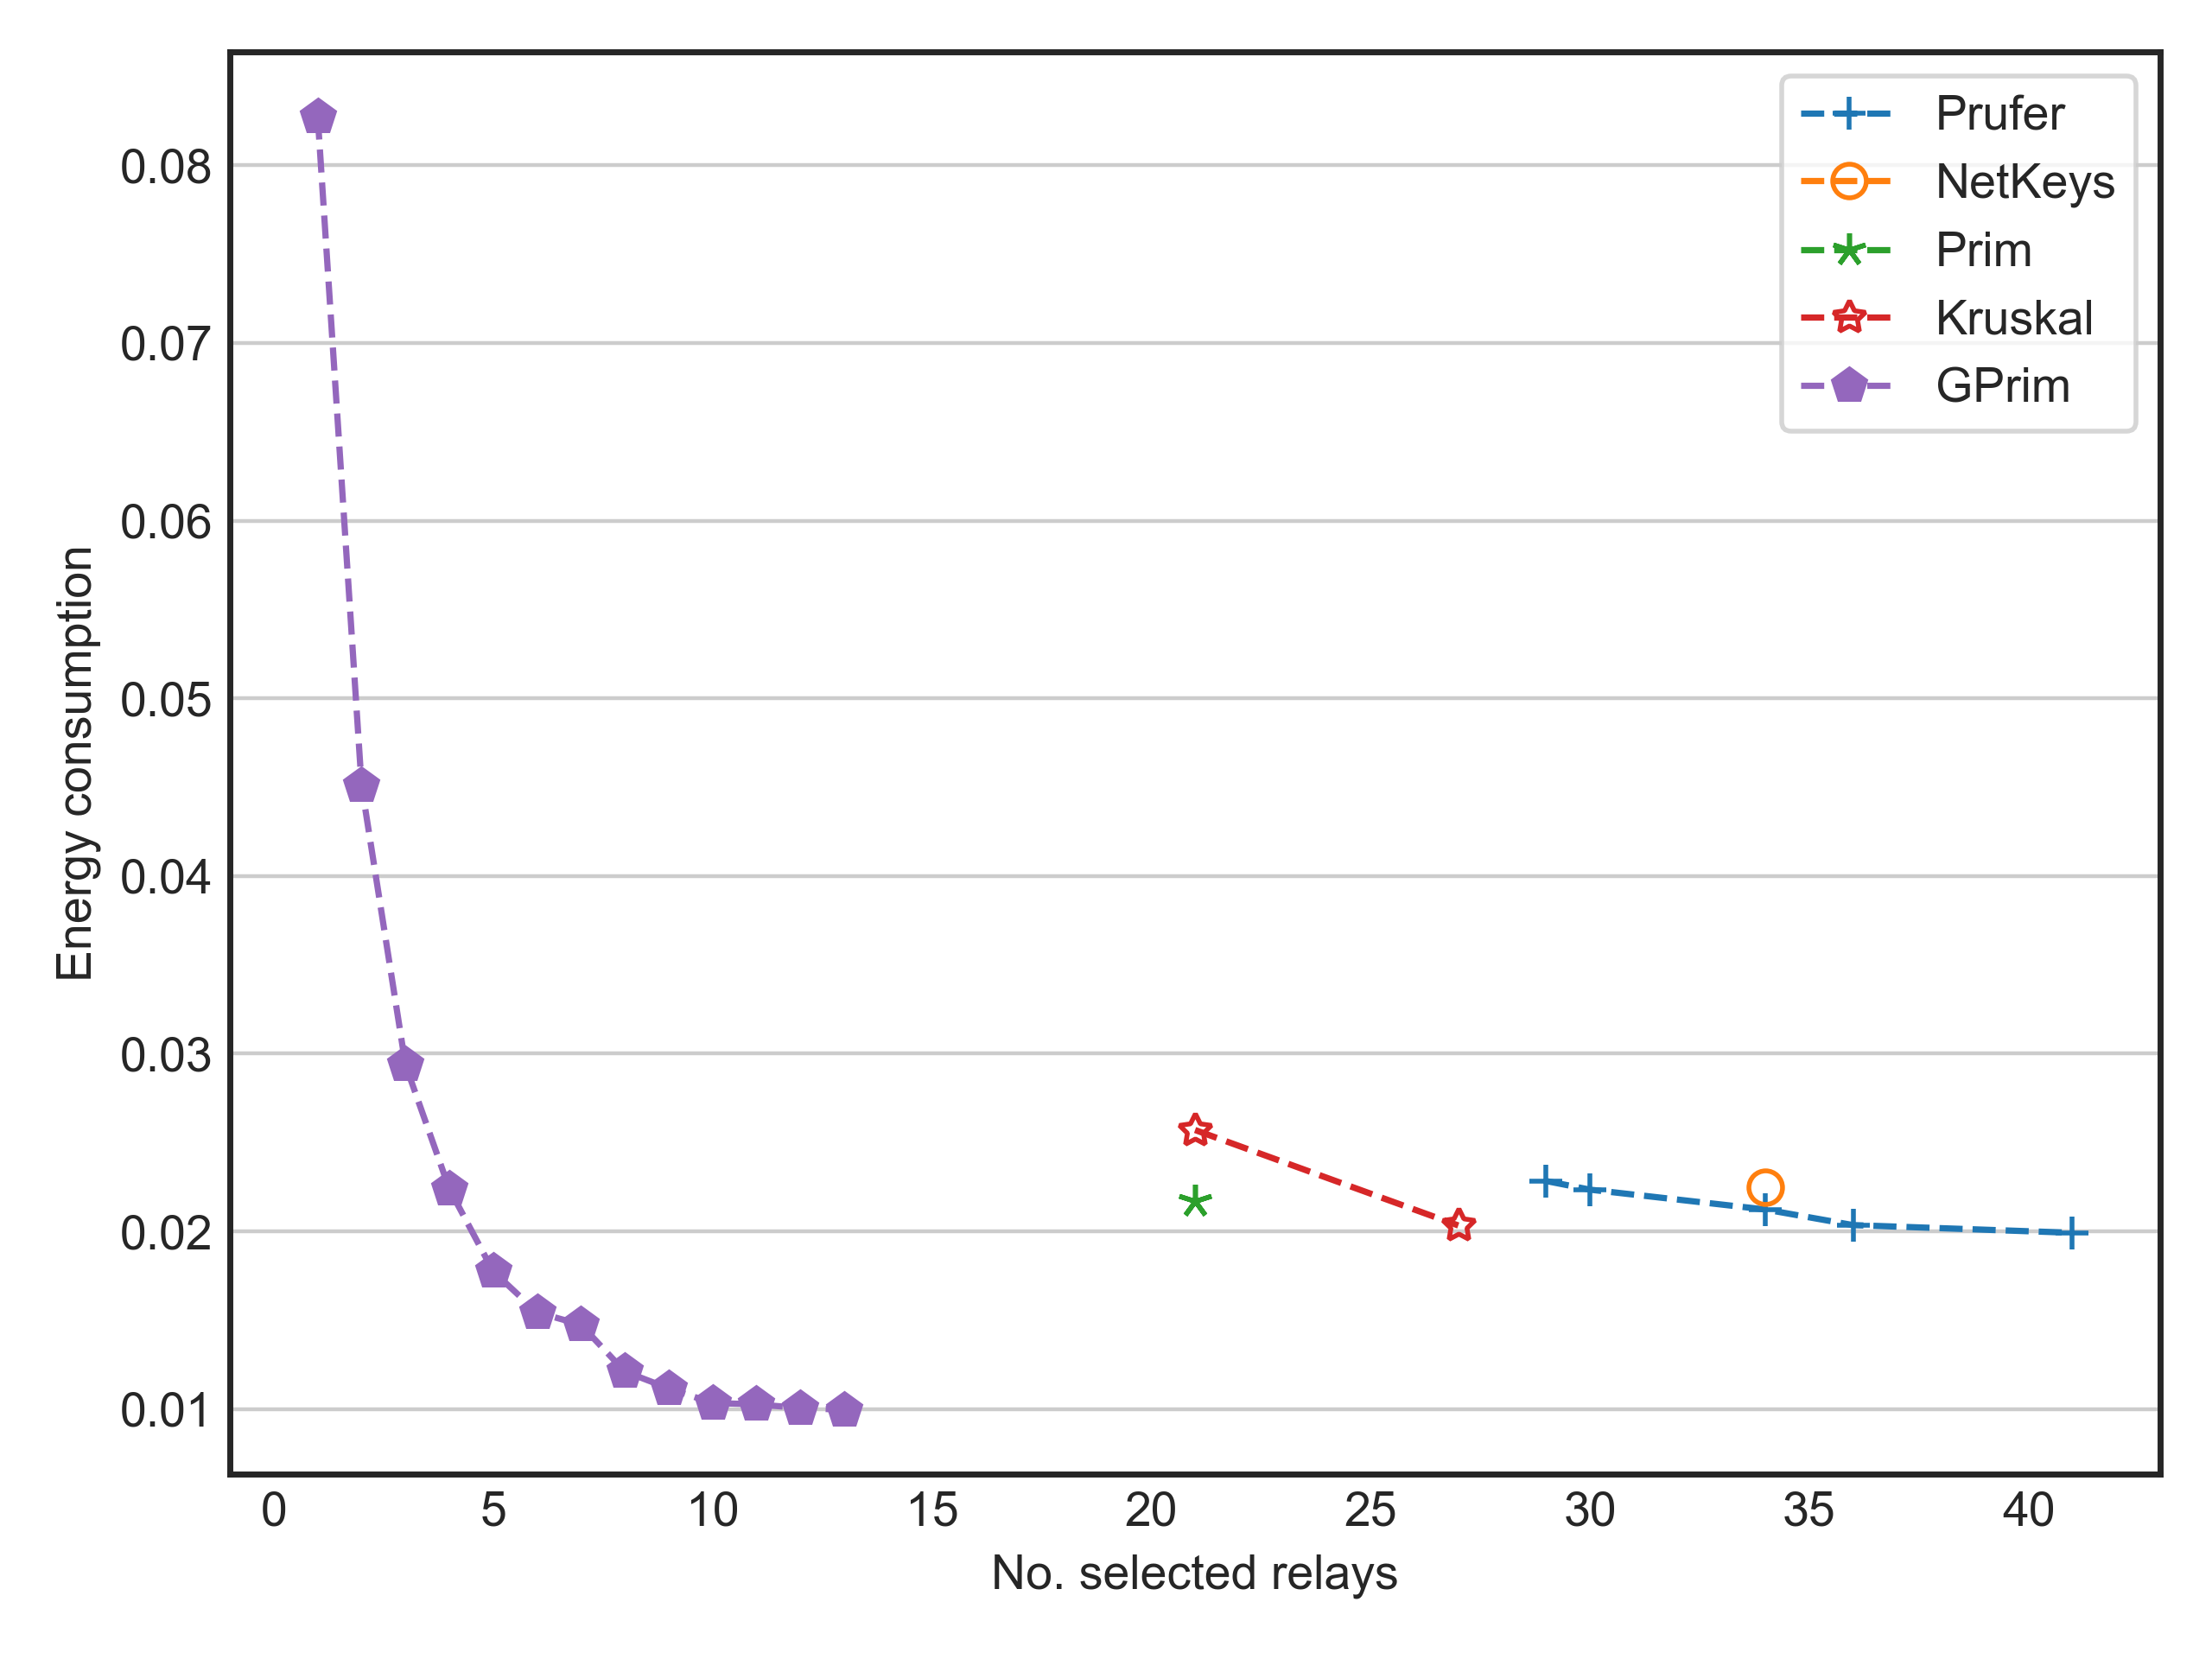 Prufer
NetKeys
Prim
Kruskal
GPrim
0.08
0.07
0.06
0.05
0.04
0.03
0.02
0.01
Energy consumption
0 5 10 15 20 25 30 35 40
No. selected relays